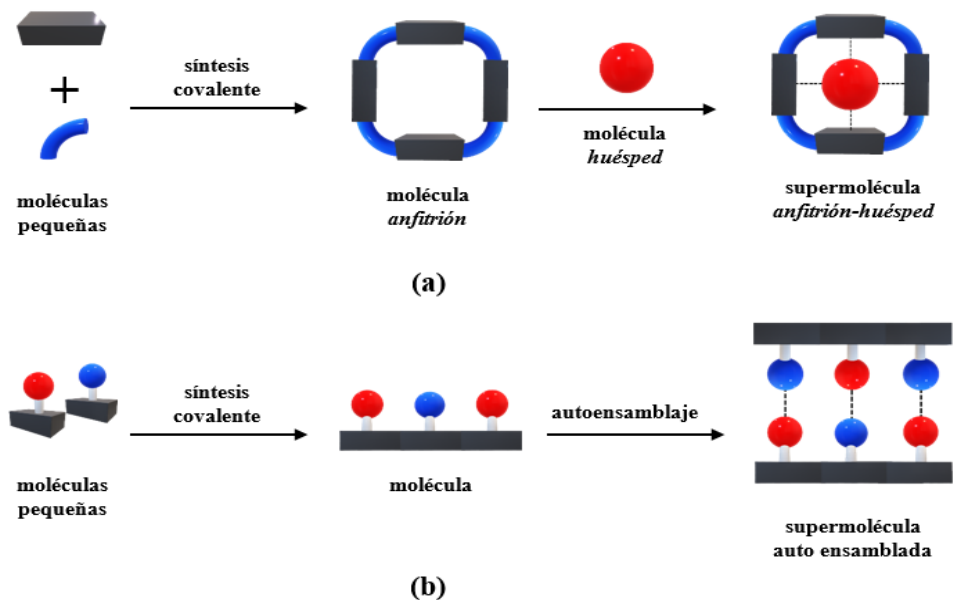 síntesis
covalente
moléculas
pequeñas
molécula
anfitrión
molécula
huésped
supermolécula
anfitrión-huésped
(a)
síntesis
covalente
moléculas
pequeñas
molécula
autoensamblaje
supermolécula
auto ensamblada
(b)